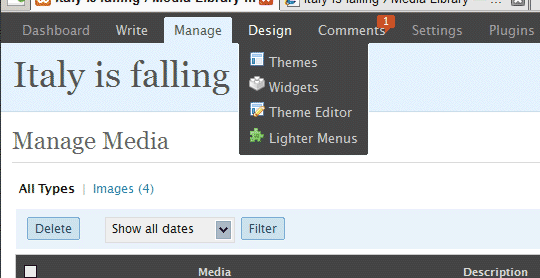 Italy is falling › Media Library
Italy is falling › Media Library — ...
Dashboard Write Manage Design Comments 1 Settings Plugins
Themes
Widgets
Theme Editor
Lighter Menus
Italy is falling
Manage Media
All Types | Images (4)
Delete Show all dates Filter
Media Description